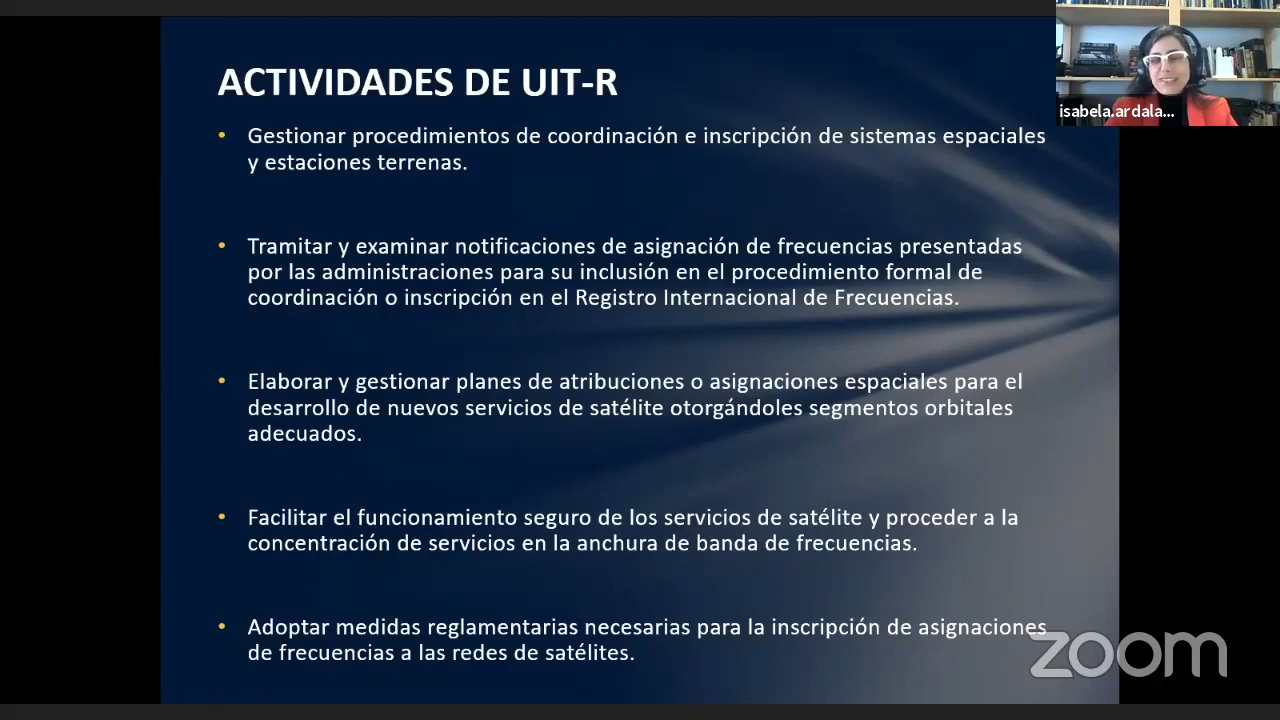 ACTIVIDADES DE UIT-R
isabela.ardala...
• Gestionar procedimientos de coordinación e inscripción de sistemas espaciales
y estaciones terrenas.
• Tramitar y examinar notificaciones de asignación de frecuencias presentadas
por las administraciones para su inclusión en el procedimiento formal de
coordinación o inscripción en el Registro Internacional de Frecuencias.
• Elaborar y gestionar planes de atribuciones o asignaciones espaciales para el
desarrollo de nuevos servicios de satélite otorgándoles segmentos orbitales
adecuados.
• Facilitar el funcionamiento seguro de los servicios de satélite y proceder a la
concentración de servicios en la anchura de banda de frecuencias.
• Adoptar medidas reglamentarias necesarias para la inscripción de asignaciones
de frecuencias a las redes de satélites.
zoom